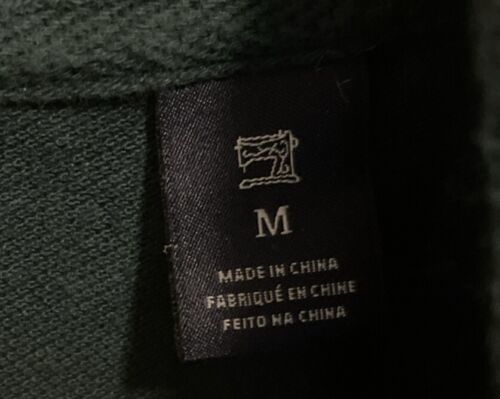 M
MADE IN CHINA
FABRIQUÉ EN CHINE
FEITO NA CHINA